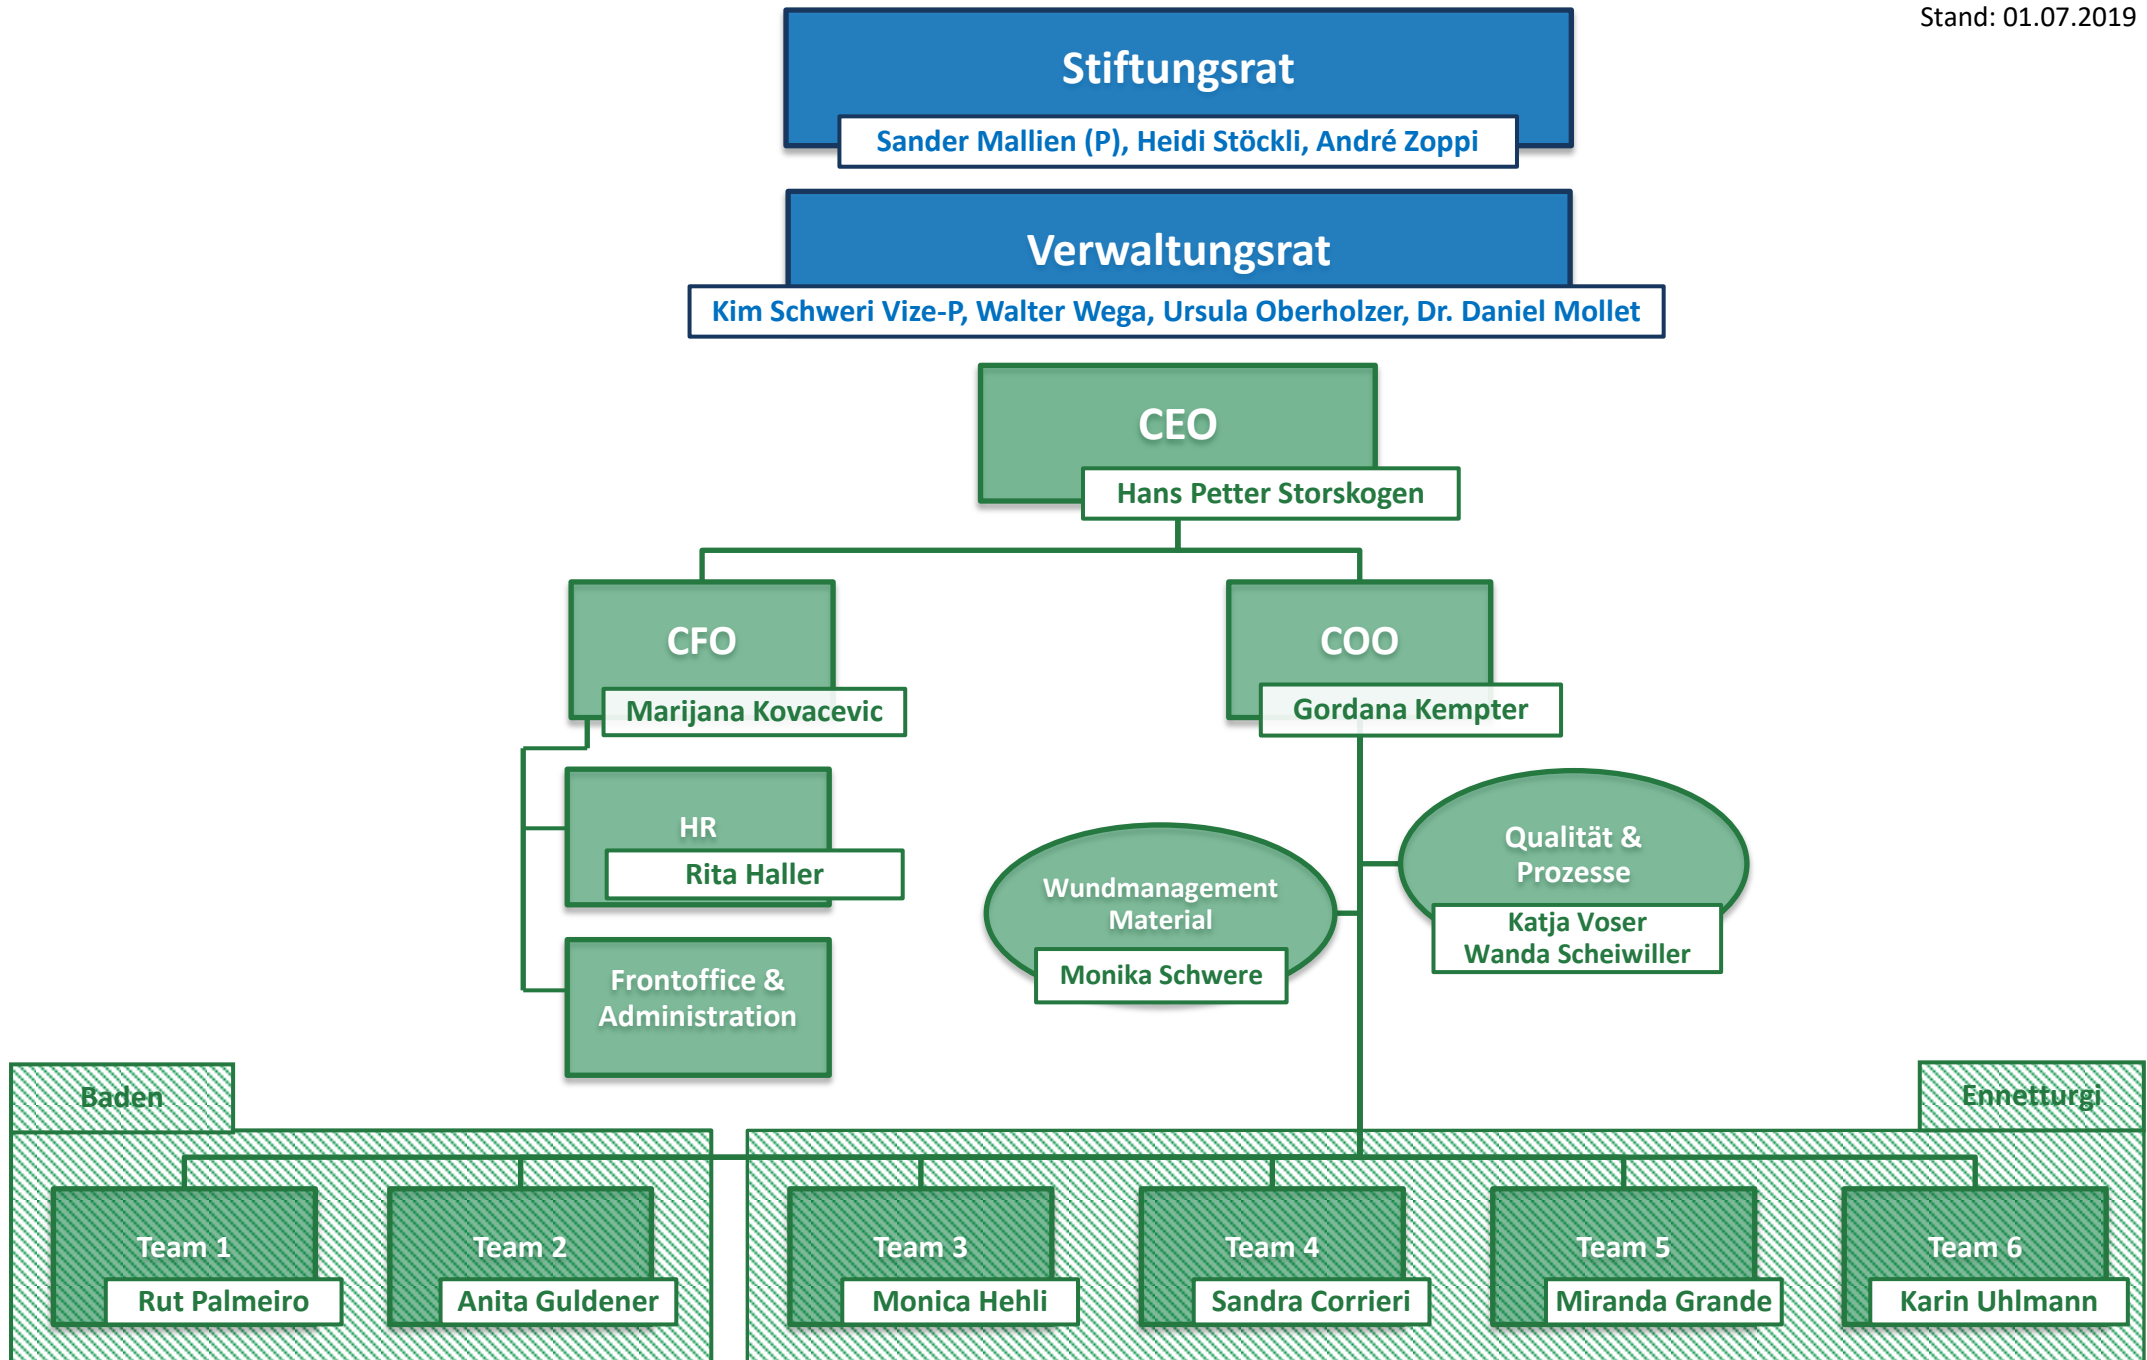 Stand: 01.07.2019
Stiftungsrat
Sander Mallien (P), Heidi Stöckli, André Zoppi
Verwaltungsrat
Kim Schweri Vize-P, Walter Wega, Ursula Oberholzer, Dr. Daniel Mollet
CEO
Hans Petter Storskogen
CFO
Marijana Kovacevic
COO
Gordana Kempter
HR
Rita Haller
Frontoffice &
Administration
Wundmanagement
Material
Monika Schwere
Qualität &
Prozesse
Katja Voser
Wanda Scheiwiller
Baden
Ennetturgi
Team 1
Rut Palmeiro
Team 2
Anita Guldener
Team 3
Monica Hehli
Team 4
Sandra Corrieri
Team 5
Miranda Grande
Team 6
Karin Uhlmann